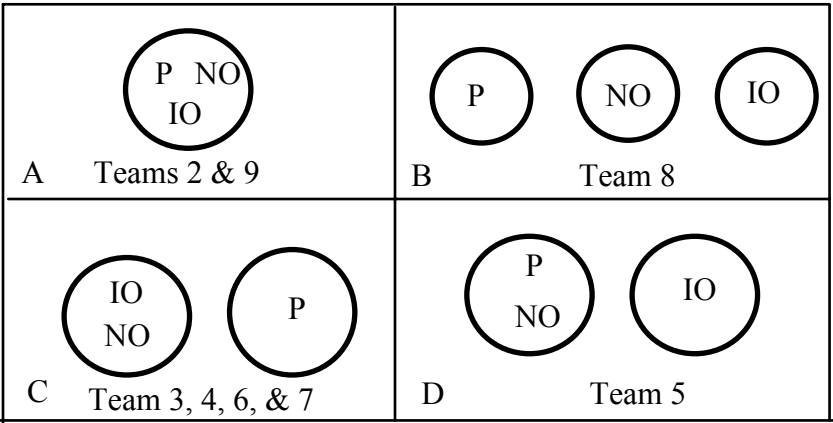 P NO
IO
A Teams 2 & 9
P NO IO
B Team 8
IO
NO
P
C Team 3, 4, 6, & 7
P
NO
IO
D Team 5